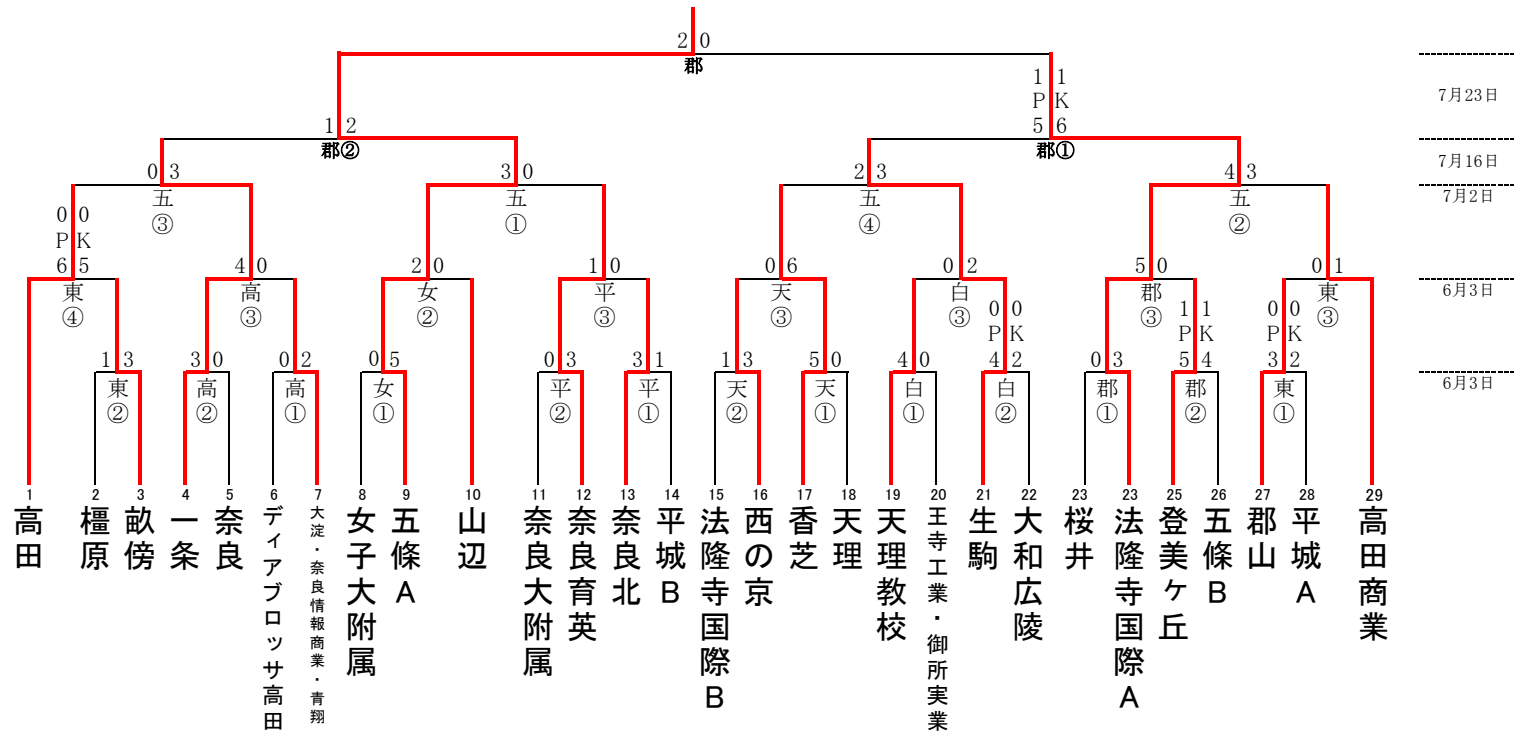 2 0
郡
1 1
P K
5 6
郡①
7月23日
1 2
郡②
7月16日
0 3
五
③
3 0
五
①
2 3
五
④
4 3
五
②
7月2日
0 0
P K
6 5
東
④
4 0
高
③
2 0
女
②
1 0
平
③
0 6
天
③
0 2
白
③
5 0
郡
③
0 1
東
③
6月3日
1 3
東
②
3 0
高
②
0 2
高
①
0 5
女
①
0 3
平
②
3 1
平
①
1 3
天
②
5 0
天
①
4 0
白
①
0 0
P K
4 2
白
②
0 3
郡
①
1 1
P K
5 4
郡
②
0 0
P K
3 2
東
①
6月3日
1
高田
2
橿原
3
畝傍
4
一条
5
奈良
6
ディアブロッサ高田
7
大淀・奈良情報商業・青翔
8
女子大附属
9
五條A
10
山辺
11
奈良大附属
12
奈良育英
13
奈良北
14
平城B
15
法隆寺国際B
16
西の京
17
香芝
18
天理
19
天理教校
20
王寺工業・御所実業
21
生駒
22
大和広陵
23
桜井
23
法隆寺国際A
25
登美ヶ丘
26
五條B
27
郡山
28
平城A
29
高田商業